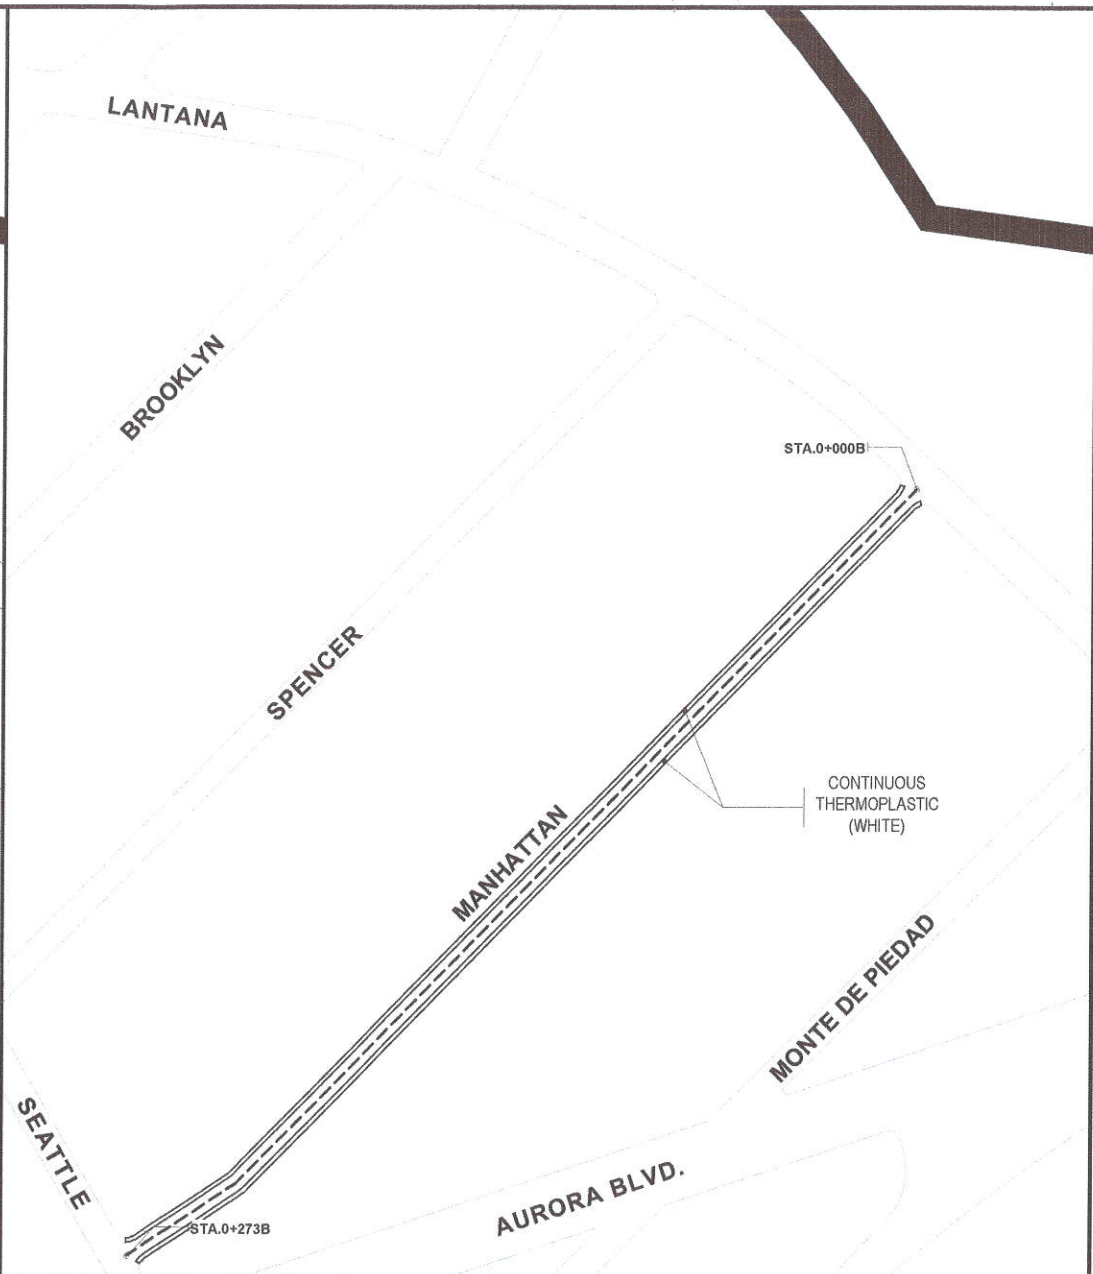 LANTANA
BROOKLYN
STA.0+000B
SPENCER
CONTINUOUS
THERMOPLASTIC
(WHITE)
MANHATTAN
MONTE DE PIEDAD
SEATTLE
AURORA BLVD.
STA.0+273B